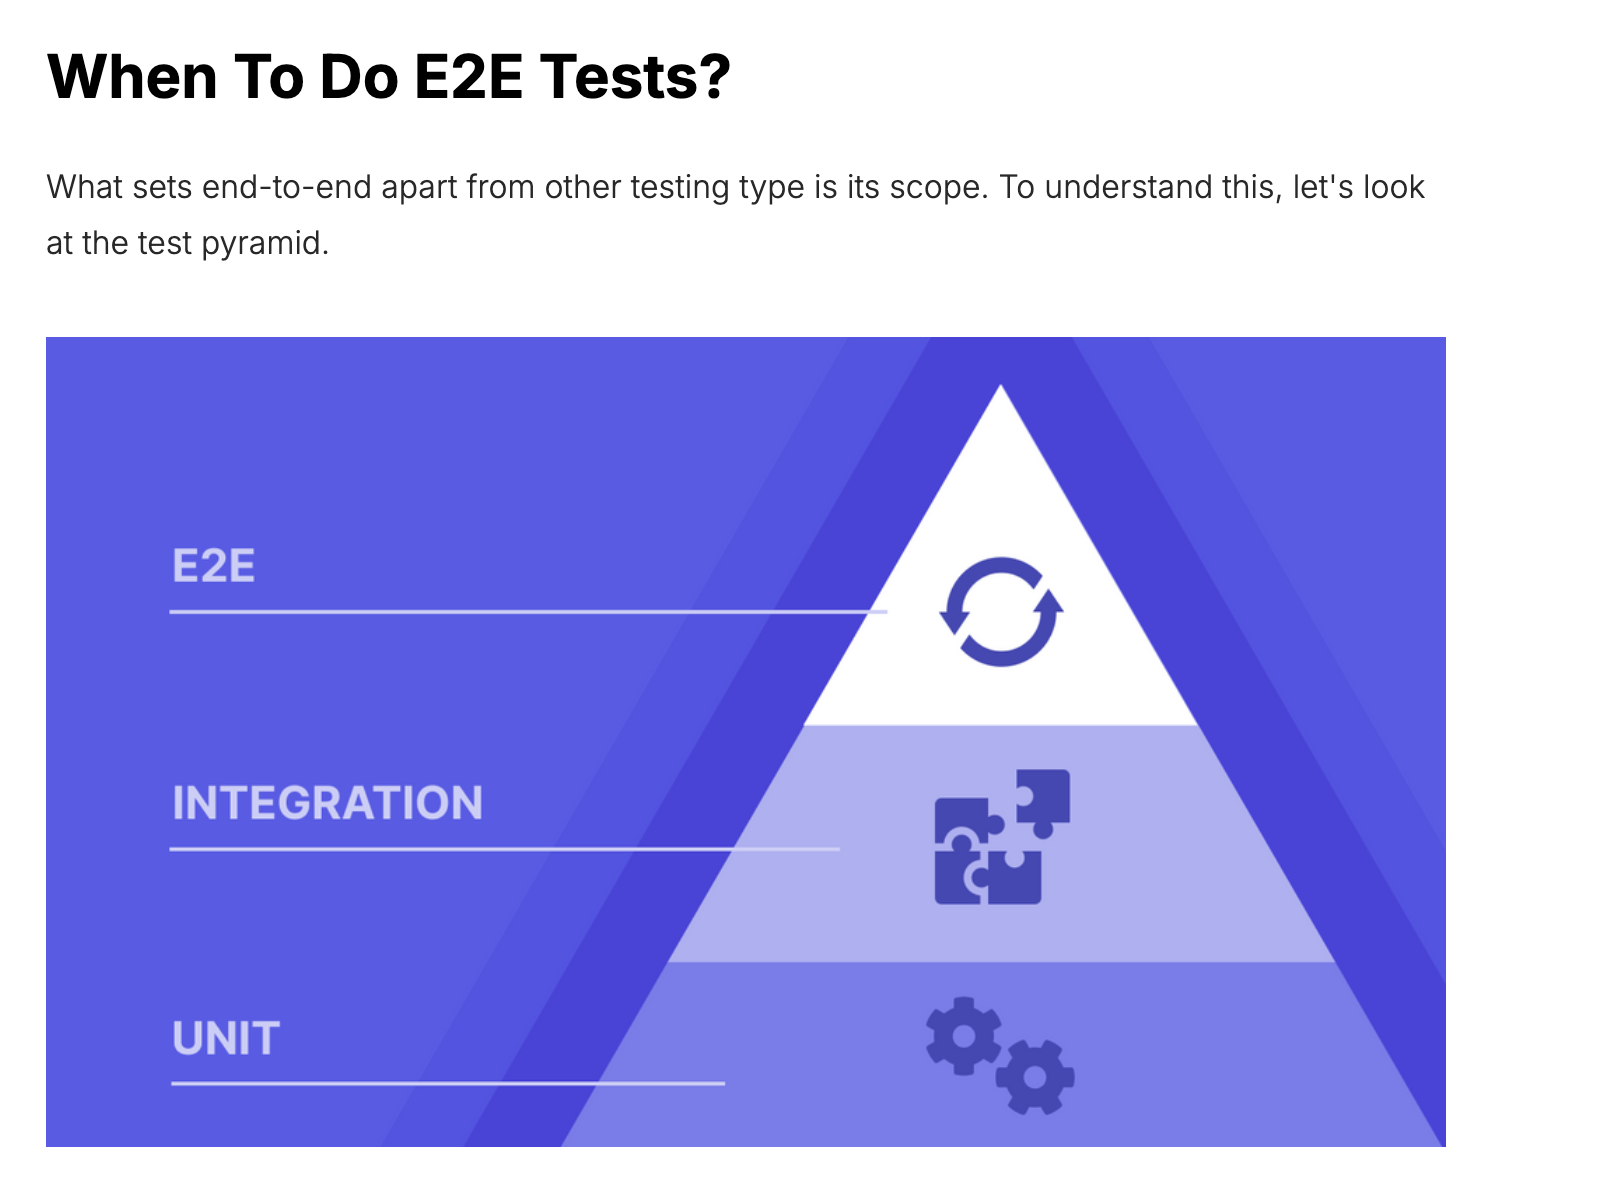 When To Do E2E Tests?
What sets end-to-end apart from other testing type is its scope. To understand this, let's look
at the test pyramid.
E2E
INTEGRATION
UNIT